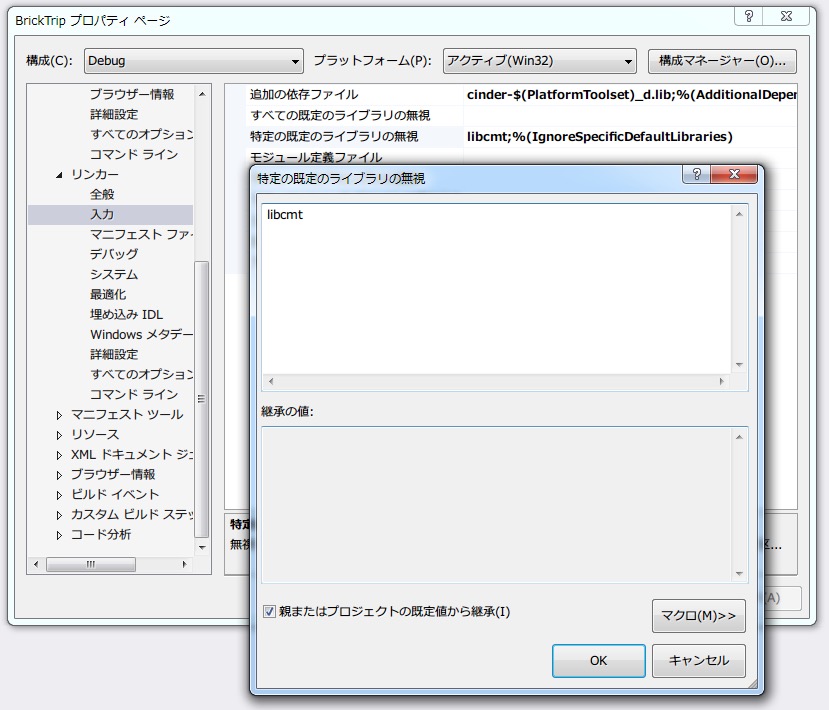 BrickTrip プロパティ ページ
構成(C):
Debug
プラットフォーム(P):
アクティブ(Win32)
構成マネージャー(O)...
ブラウザー情報
詳細設定
すべてのオプション
コマンド ライン
リンカー
全般
入力
マニフェスト ファ
デバッグ
システム
最適化
埋め込み IDL
Windows メタデー
詳細設定
すべてのオプション
コマンド ライン
マニフェスト ツール
リソース
XML ドキュメント ジェ
ブラウザー情報
ビルド イベント
カスタム ビルド ステッ
コード分析
追加の依存ファイル
cinder-$(PlatformToolset)_d.lib;%(AdditionalDepen
すべての既定のライブラリの無視
特定の既定のライブラリの無視
libcmt;%(IgnoreSpecificDefaultLibraries)
モジュール定義ファイル
特定
無視
区...
(A)
特定の既定のライブラリの無視
libcmt
継承の値:
親またはプロジェクトの既定値から継承(I)
マクロ(M)>>
OK
キャンセル